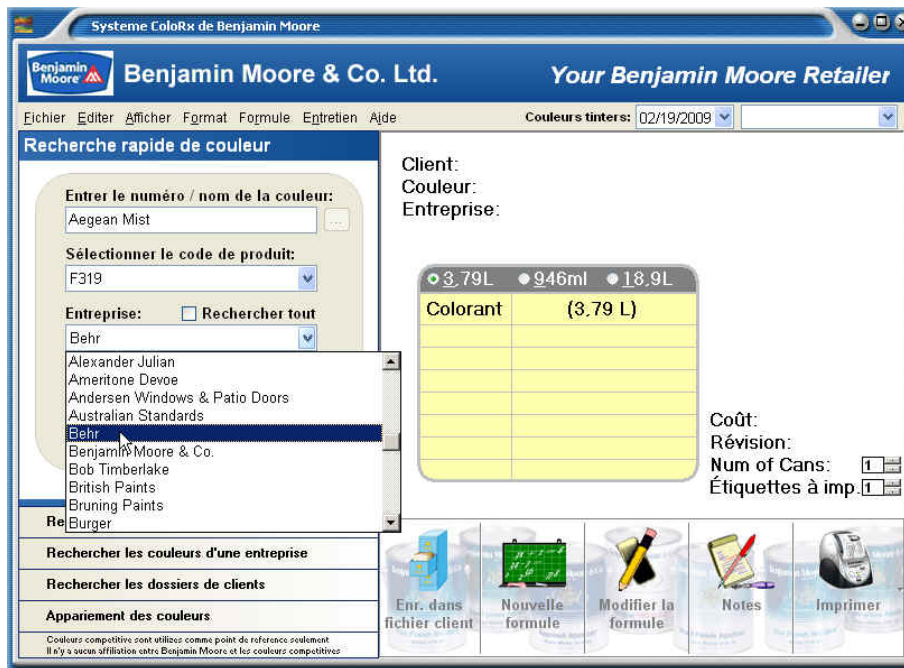 Systeme ColoRx de Benjamin Moore
Benjamin Moore
Benjamin Moore & Co. Ltd.
Your Benjamin Moore Retailer
Fichier Editer Afficher Format Formule Entretien Ajde
Couleurs tinters: 02/19/2009
Recherche rapide de couleur
Entrer le numéro / nom de la couleur:
Aegean Mist
...
Sélectionner le code de produit:
F319
Entreprise: Rechercher tout
Behr
Alexander Julian
Ameritone Devoe
Andersen Windows & Patio Doors
Australian Standards
Behr
Benjamin Moore & Co.
Bob Timberlake
British Paints
Bruning Paints
Burger
Re
Rechercher les couleurs d'une entreprise
Rechercher les dossiers de clients
Appariement des couleurs
Couleurs competitive sont utilizes comme point de reference seulement
Il n'y a aucun affiliation entre Benjamin Moore et les couleurs competitives
Client:
Couleur:
Entreprise:
3,79L 946ml 18,9L
Colorant (3,79 L)
Coût:
Révision:
Num of Cans: 1
Étiquettes à imp. 1
Enr. dans fichier client
Nouvelle formule
Modifier la formule
Notes
Imprimer